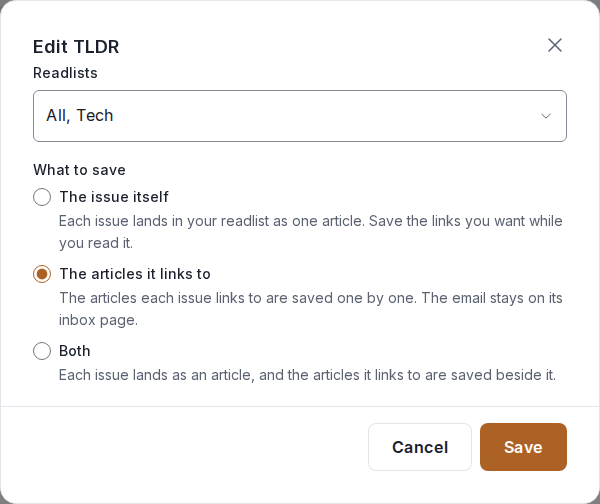 Edit TLDR
Readlists
All, Tech
What to save
The issue itself
Each issue lands in your readlist as one article. Save the links you want while
you read it.
The articles it links to
The articles each issue links to are saved one by one. The email stays on its
inbox page.
Both
Each issue lands as an article, and the articles it links to are saved beside it.
Cancel
Save